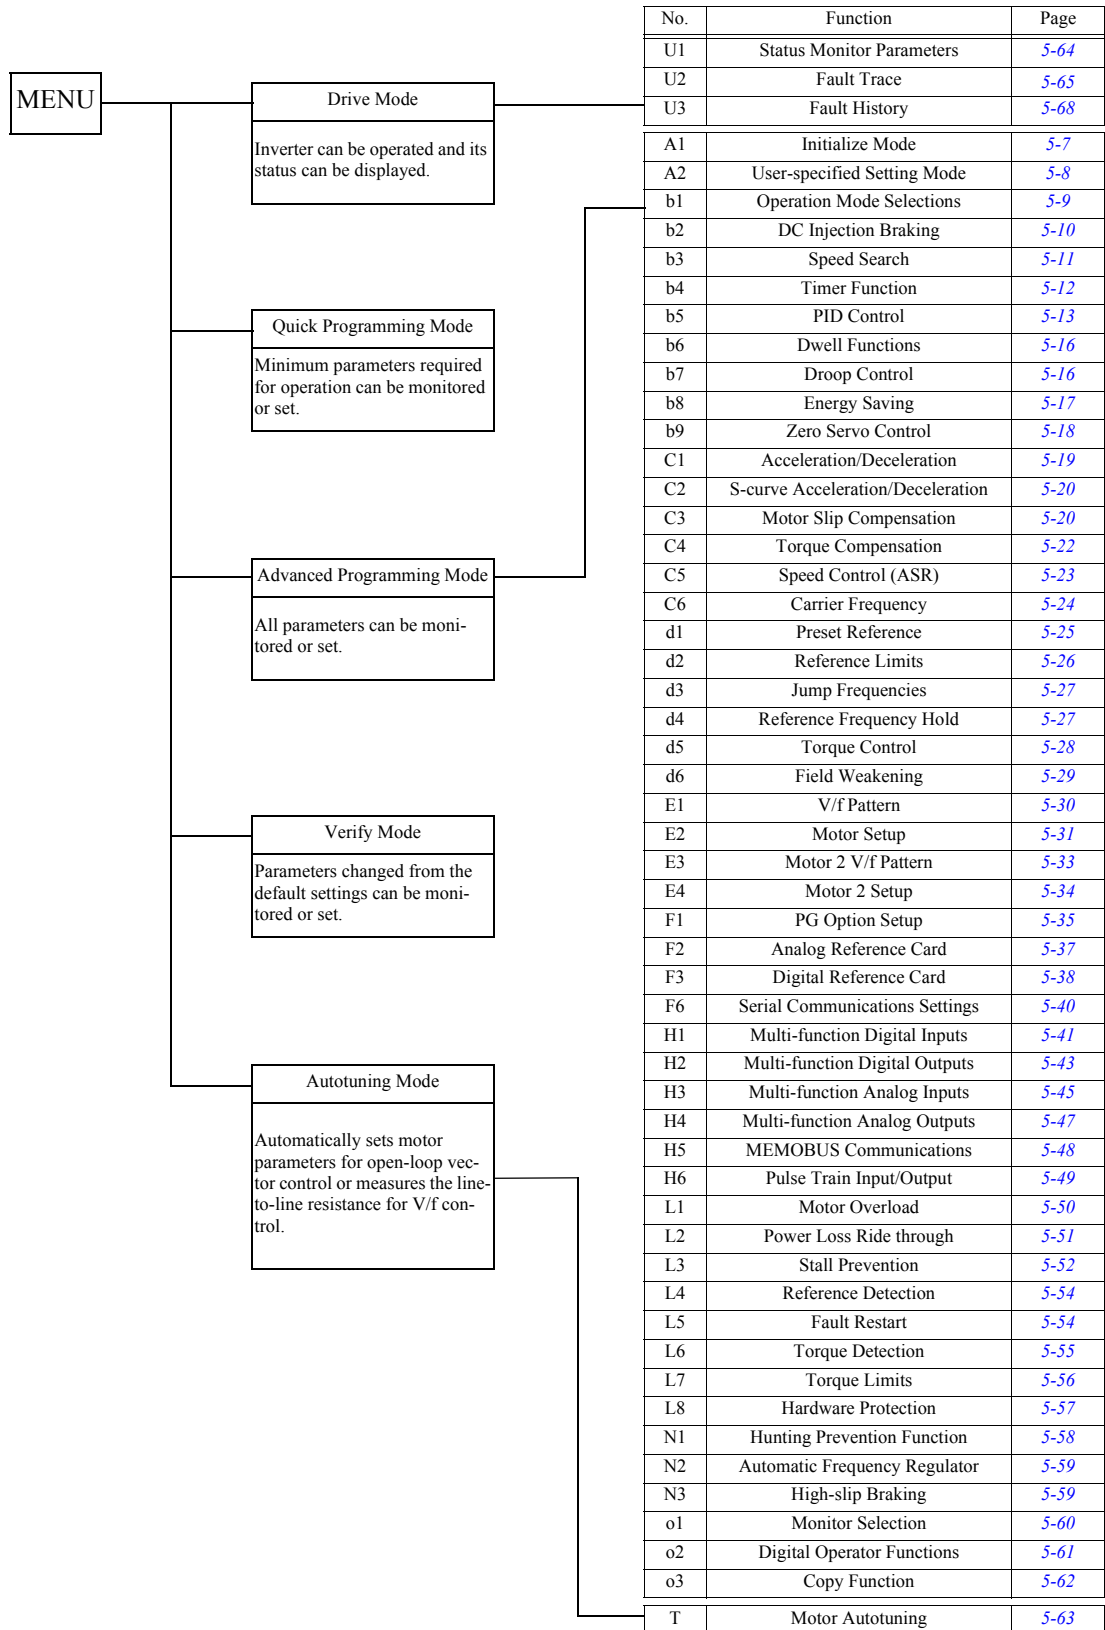 MENU
Drive Mode
Inverter can be operated and its
status can be displayed.
Quick Programming Mode
Minimum parameters required
for operation can be monitored
or set.
Advanced Programming Mode
All parameters can be moni-
tored or set.
Verify Mode
Parameters changed from the
default settings can be moni-
tored or set.
Autotuning Mode
Automatically sets motor
parameters for open-loop vec-
tor control or measures the line-
to-line resistance for V/f con-
trol.
No. Function Page
U1 Status Monitor Parameters 5-64
U2 Fault Trace 5-65
U3 Fault History 5-68
A1 Initialize Mode 5-7
A2 User-specified Setting Mode 5-8
b1 Operation Mode Selections 5-9
b2 DC Injection Braking 5-10
b3 Speed Search 5-11
b4 Timer Function 5-12
b5 PID Control 5-13
b6 Dwell Functions 5-16
b7 Droop Control 5-16
b8 Energy Saving 5-17
b9 Zero Servo Control 5-18
C1 Acceleration/Deceleration 5-19
C2 S-curve Acceleration/Deceleration 5-20
C3 Motor Slip Compensation 5-20
C4 Torque Compensation 5-22
C5 Speed Control (ASR) 5-23
C6 Carrier Frequency 5-24
d1 Preset Reference 5-25
d2 Reference Limits 5-26
d3 Jump Frequencies 5-27
d4 Reference Frequency Hold 5-27
d5 Torque Control 5-28
d6 Field Weakening 5-29
E1 V/f Pattern 5-30
E2 Motor Setup 5-31
E3 Motor 2 V/f Pattern 5-33
E4 Motor 2 Setup 5-34
F1 PG Option Setup 5-35
F2 Analog Reference Card 5-37
F3 Digital Reference Card 5-38
F6 Serial Communications Settings 5-40
H1 Multi-function Digital Inputs 5-41
H2 Multi-function Digital Outputs 5-43
H3 Multi-function Analog Inputs 5-45
H4 Multi-function Analog Outputs 5-47
H5 MEMOBUS Communications 5-48
H6 Pulse Train Input/Output 5-49
L1 Motor Overload 5-50
L2 Power Loss Ride through 5-51
L3 Stall Prevention 5-52
L4 Reference Detection 5-54
L5 Fault Restart 5-54
L6 Torque Detection 5-55
L7 Torque Limits 5-56
L8 Hardware Protection 5-57
N1 Hunting Prevention Function 5-58
N2 Automatic Frequency Regulator 5-59
N3 High-slip Braking 5-59
o1 Monitor Selection 5-60
o2 Digital Operator Functions 5-61
o3 Copy Function 5-62
T Motor Autotuning 5-63